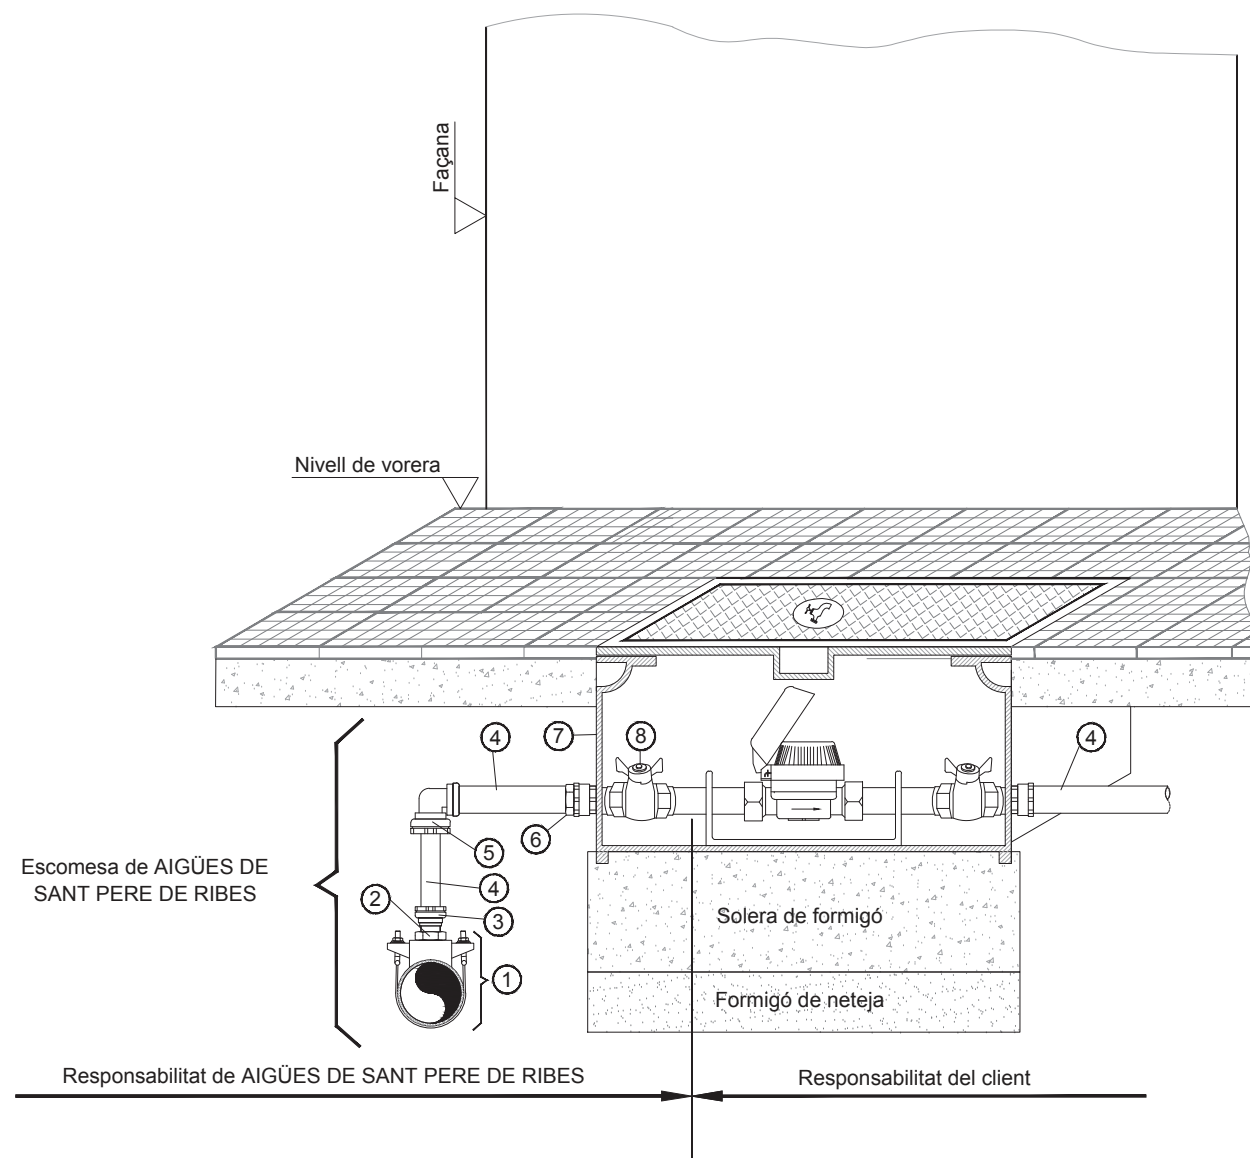 Façana
Nivell de vorera
7
4
8
4
6
5
Escomesa de AIGÜES DE
SANT PERE DE RIBES
4
2
3
1
Solera de formigó
Formigó de neteja
Responsabilitat de AIGÜES DE SANT PERE DE RIBES
Responsabilitat del client